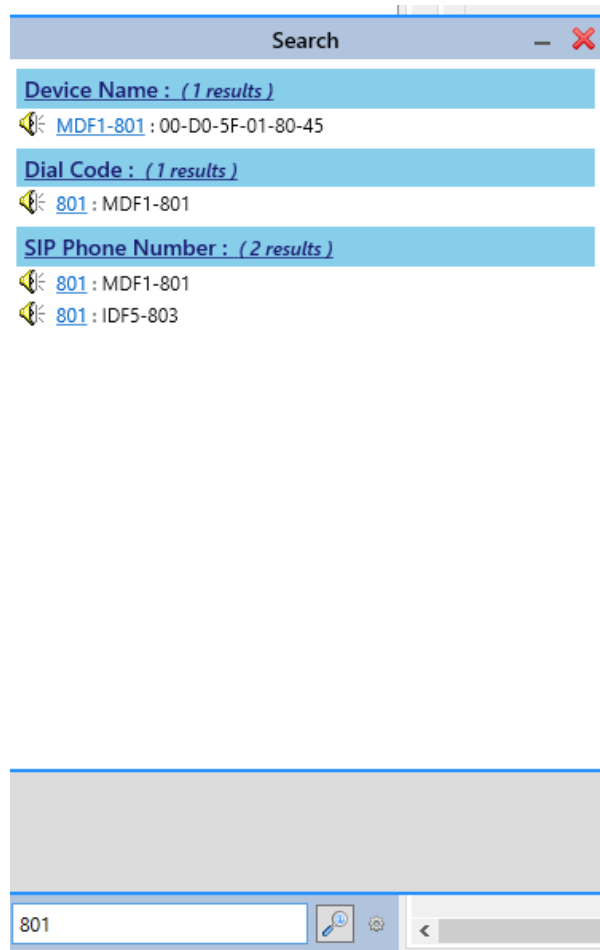 Search
Device Name : ( 1 results )
MDF1-801 : 00-D0-5F-01-80-45
Dial Code : ( 1 results )
801 : MDF1-801
SIP Phone Number : ( 2 results )
801 : MDF1-801
801 : IDF5-803
801